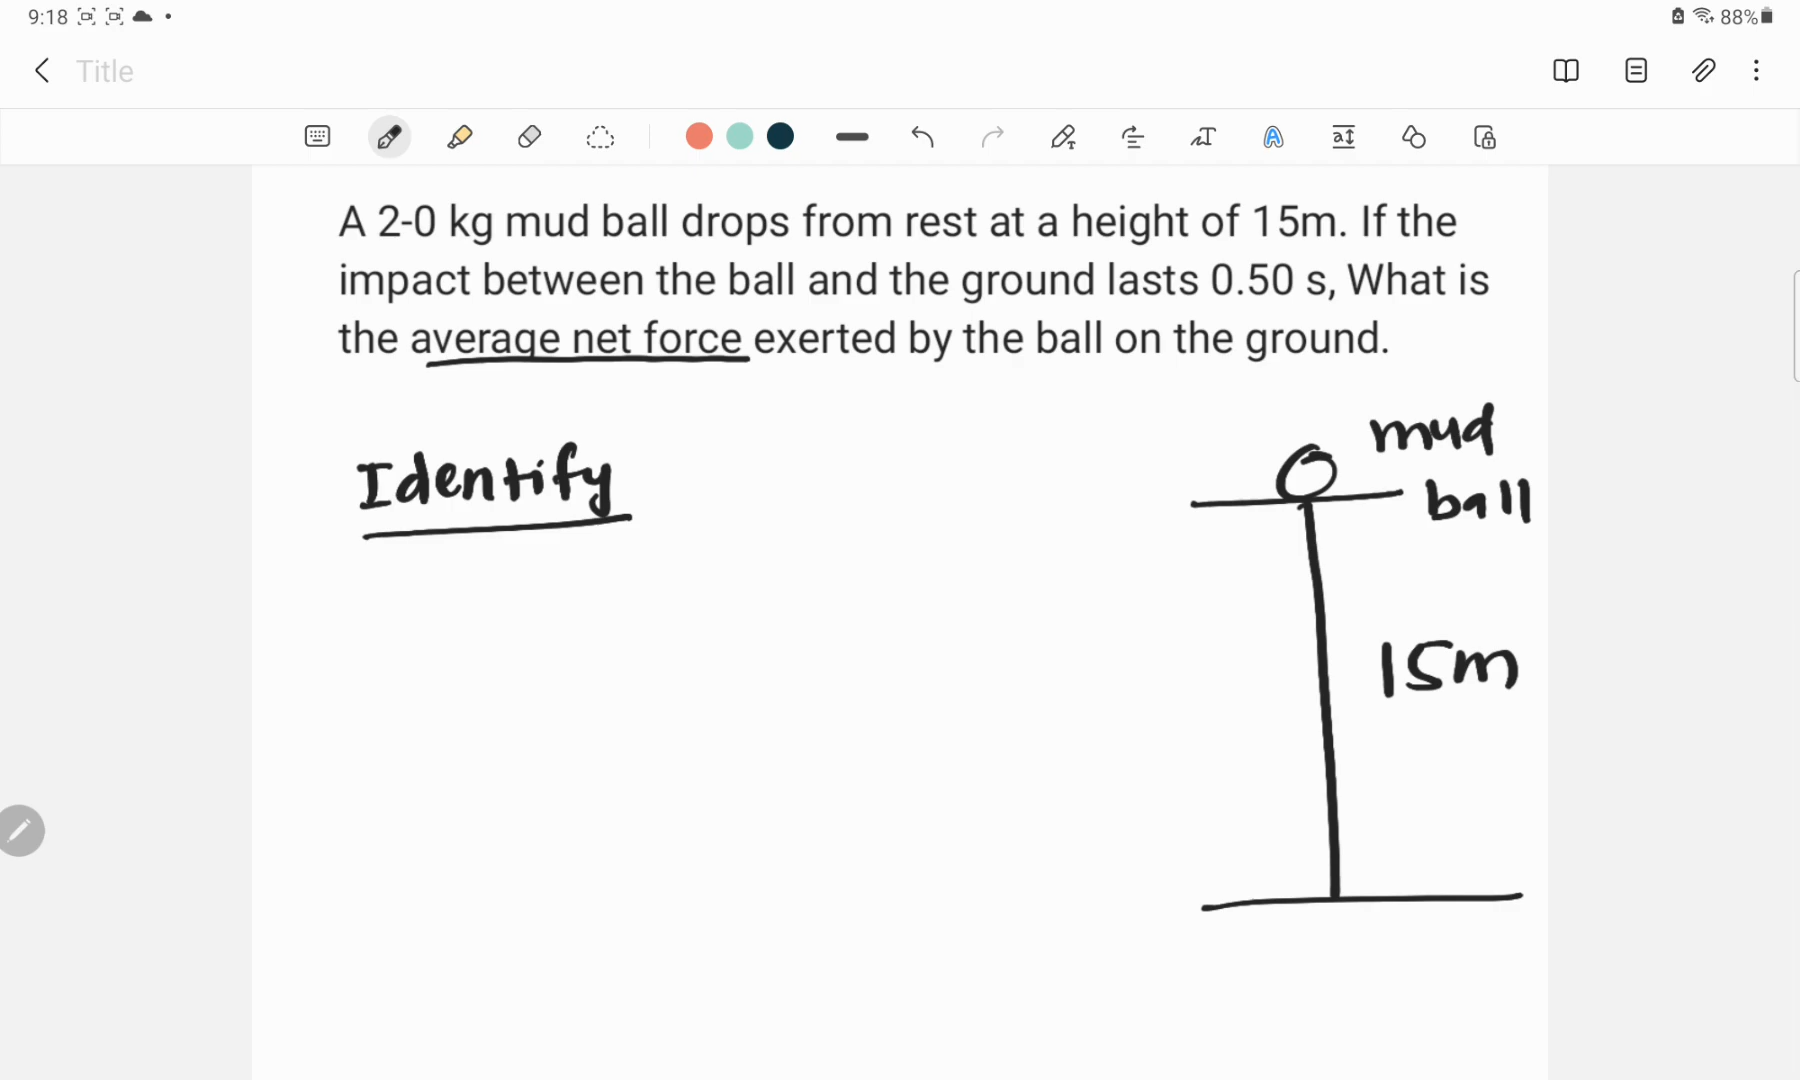 9:18
88%
Title
A 2-0 kg mud ball drops from rest at a height of 15m. If the
impact between the ball and the ground lasts 0.50 s, What is
the average net force exerted by the ball on the ground.
Identify
mud
ball
15m